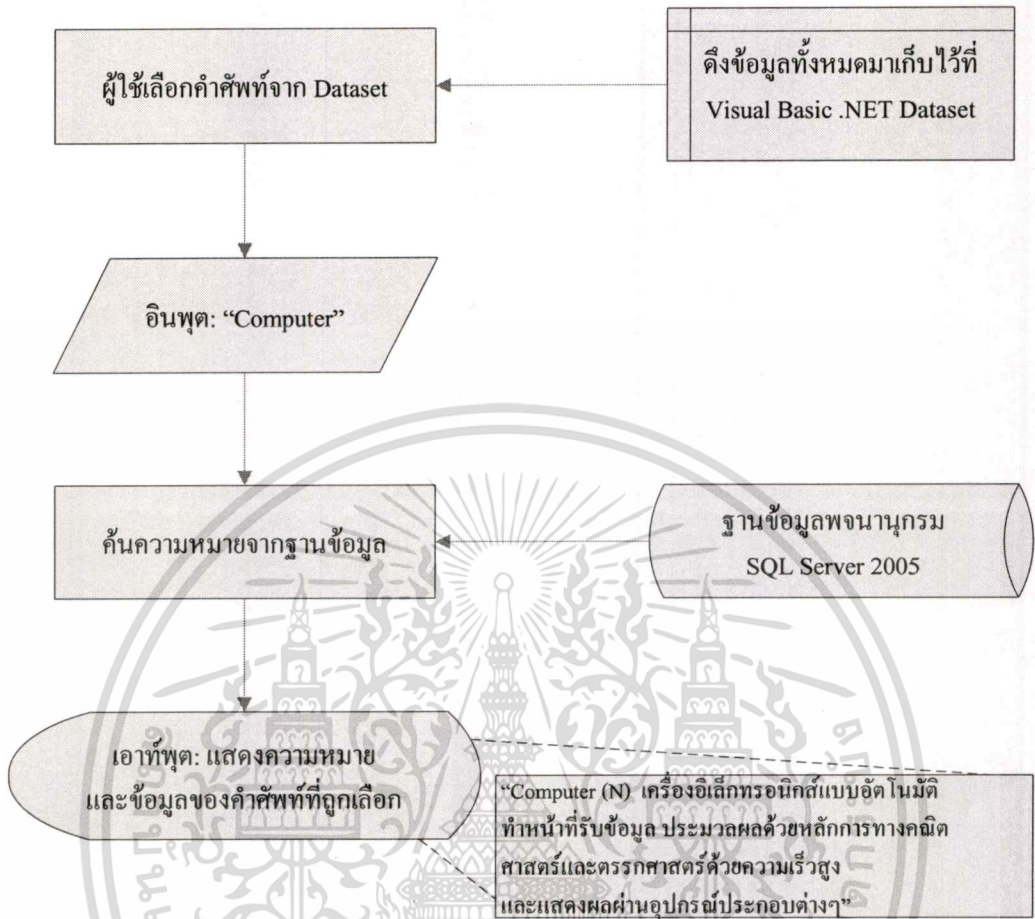 ผู้ใช้เลือกคำศัพท์จาก Dataset
ดึงข้อมูลทั้งหมดมาเก็บไว้ที่
Visual Basic .NET Dataset
อินพุต: “Computer”
ค้นความหมายจากฐานข้อมูล
ฐานข้อมูลพจนานุกรม
SQL Server 2005
เอาท์พุต: แสดงความหมาย
และข้อมูลของคำศัพท์ที่ถูกเลือก
“Computer (N) เครื่องอิเล็กทรอนิกส์แบบอัตโนมัติ
ทำหน้าที่รับข้อมูล ประมวลผลด้วยหลักการทางคณิต
ศาสตร์และตรรกศาสตร์ด้วยความเร็วสูง
และแสดงผลผ่านอุปกรณ์ประกอบต่างๆ”